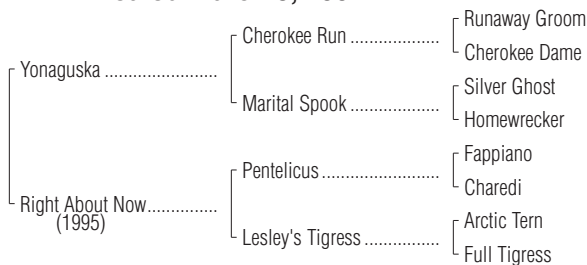 Yonaguska ..........................
Cherokee Run ....................
Runaway Groom
Cherokee Dame
Marital Spook ....................
Silver Ghost
Homewrecker
Right About Now................
(1995)
Pentelicus ..........................
Fappiano
Charedi
Lesley's Tigress ................
Arctic Tern
Full Tigress